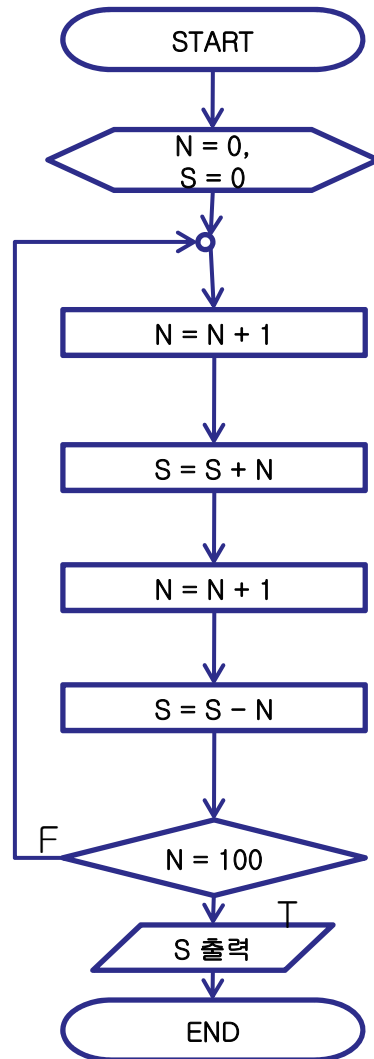 START
N = 0,
S = 0
N = N + 1
S = S + N
N = N + 1
S = S − N
F
N = 100
T
S 출력
END